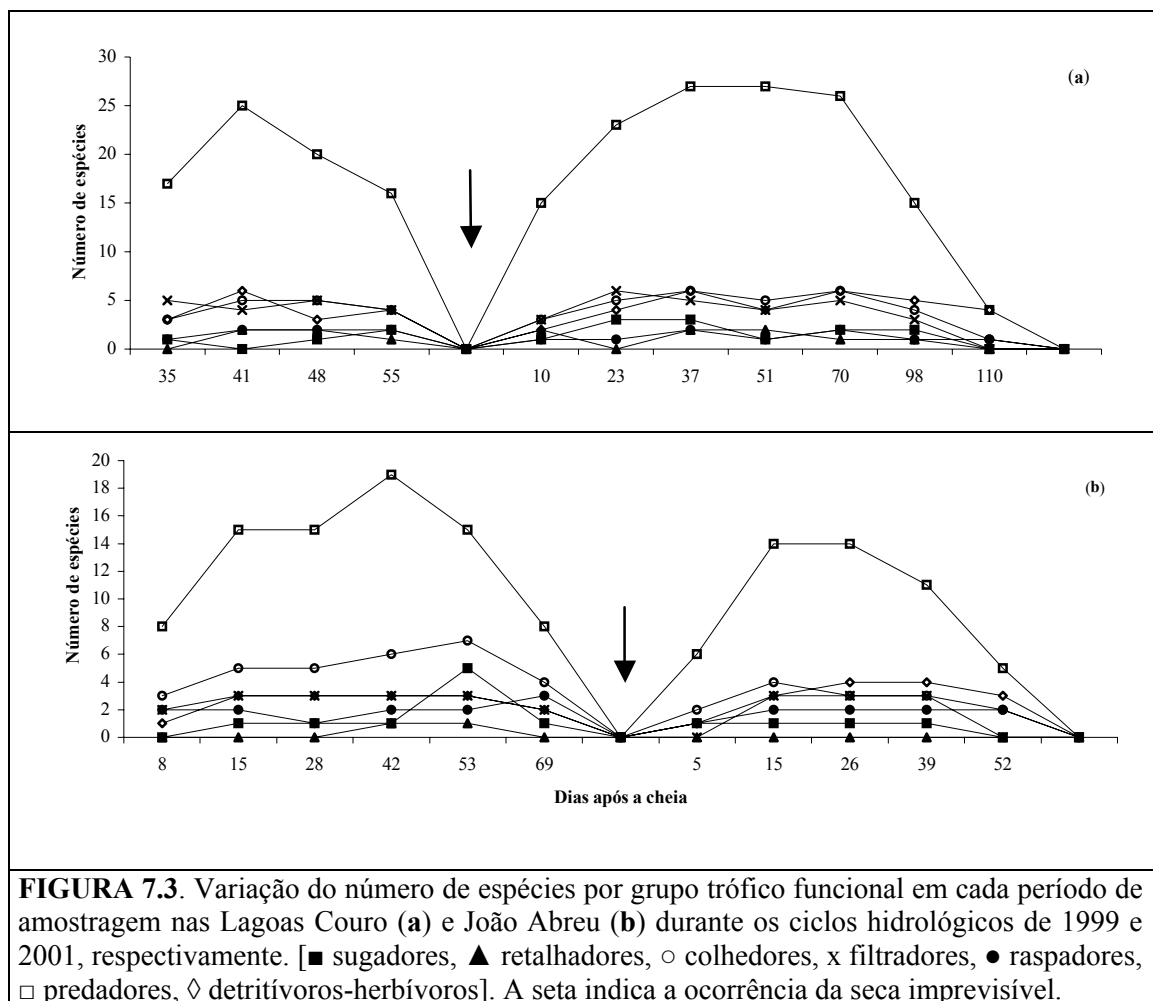 (a)
Número de espécies
30
25
20
15
10
5
0
35 41 48 55 10 23 37 51 70 98 110
(b)
Número de espécies
20
18
16
14
12
10
8
6
4
2
0
8 15 28 42 53 69 5 15 26 39 52
Dias após a cheia
FIGURA 7.3. Variação do número de espécies por grupo trófico funcional em cada período de
amostragem nas Lagoas Couro (a) e João Abreu (b) durante os ciclos hidrológicos de 1999 e
2001, respectivamente. [■ sugadores, ▲ retalhadores, ○ colhedores, x filtradores, ● raspadores,
□ predadores, ◊ detritívoros-herbívoros]. A seta indica a ocorrência da seca imprevisível.